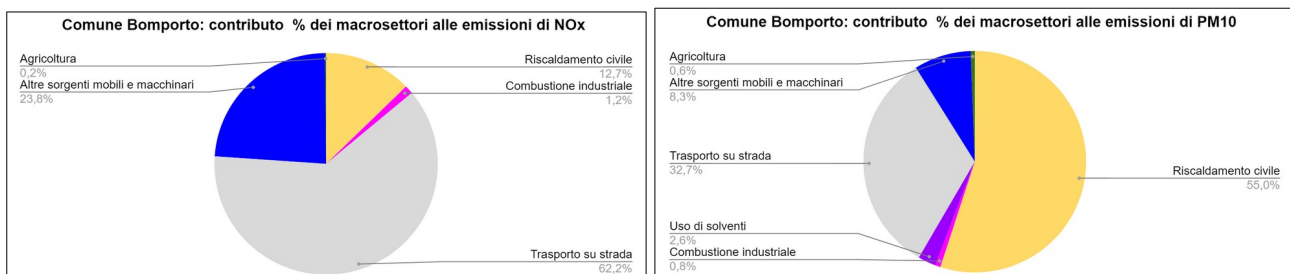 Comune Bomporto: contributo % dei macrosettori alle emissioni di NOx
Agricoltura
0,2%
Altre sorgenti mobili e macchinari
23,8%
Riscaldamento civile
12,7%
Combustione industriale
1,2%
Trasporto su strada
62,2%
Comune Bomporto: contributo % dei macrosettori alle emissioni di PM10
Agricoltura
0,6%
Altre sorgenti mobili e macchinari
8,3%
Trasporto su strada
32,7%
Riscaldamento civile
55,0%
Uso di solventi
2,6%
Combustione industriale
0,8%